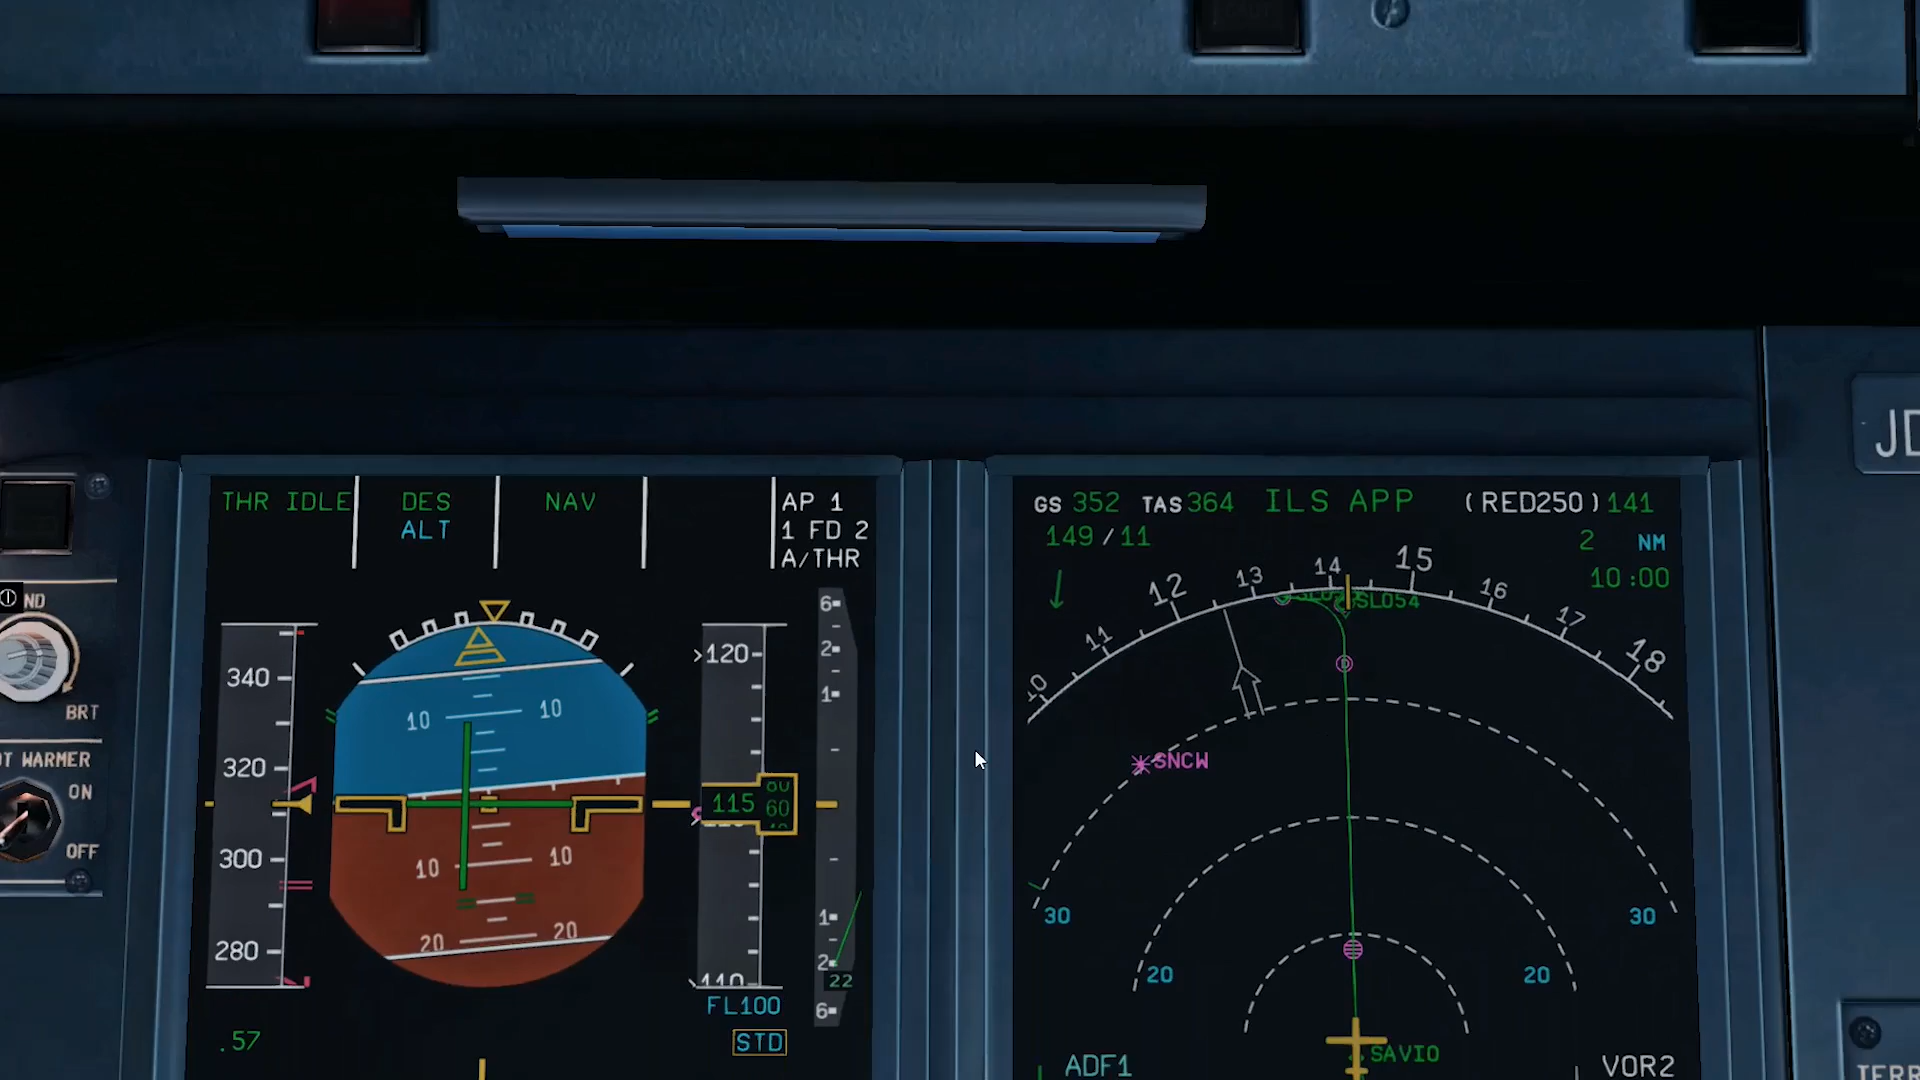 JD
THR IDLE DES NAV AP 1
ALT 1 FD 2
A/THR
GS 352 TAS 364 ILS APP (RED250) 141
149/11 2 NM
10:00
ND
BRT
ON
OFF
340
320
300
280
.57
10 10
10 10
20 20
120
115 60
110
FL100
STD
6
2
1
1
2
22
6
10 11 12 13 14 15 16 17 18
SL054
SNCW
30 30
20 20
SAVIO
ADF1 VOR2